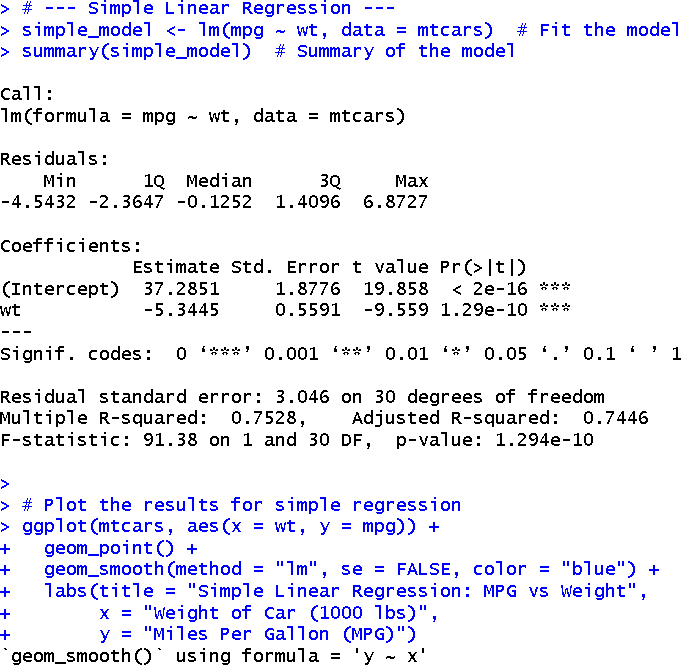 > # --- Simple Linear Regression ---
> simple_model <- lm(mpg ~ wt, data = mtcars)  # Fit the model
> summary(simple_model)  # Summary of the model

Call:
lm(formula = mpg ~ wt, data = mtcars)

Residuals:
    Min      1Q  Median      3Q     Max 
-4.5432 -2.3647 -0.1252  1.4096  6.8727 

Coefficients:
            Estimate Std. Error t value Pr(>|t|)    
(Intercept)  37.2851     1.8776  19.858  < 2e-16 ***
wt           -5.3445     0.5591  -9.559 1.29e-10 ***
---
Signif. codes:  0 ‘***’ 0.001 ‘**’ 0.01 ‘*’ 0.05 ‘.’ 0.1 ‘ ’ 1

Residual standard error: 3.046 on 30 degrees of freedom
Multiple R-squared:  0.7528,	Adjusted R-squared:  0.7446 
F-statistic: 91.38 on 1 and 30 DF,  p-value: 1.294e-10

>
> # Plot the results for simple regression
> ggplot(mtcars, aes(x = wt, y = mpg)) +
+   geom_point() +
+   geom_smooth(method = "lm", se = FALSE, color = "blue") +
+   labs(title = "Simple Linear Regression: MPG vs Weight",
+        x = "Weight of Car (1000 lbs)",
+        y = "Miles Per Gallon (MPG)")
`geom_smooth()` using formula = 'y ~ x'